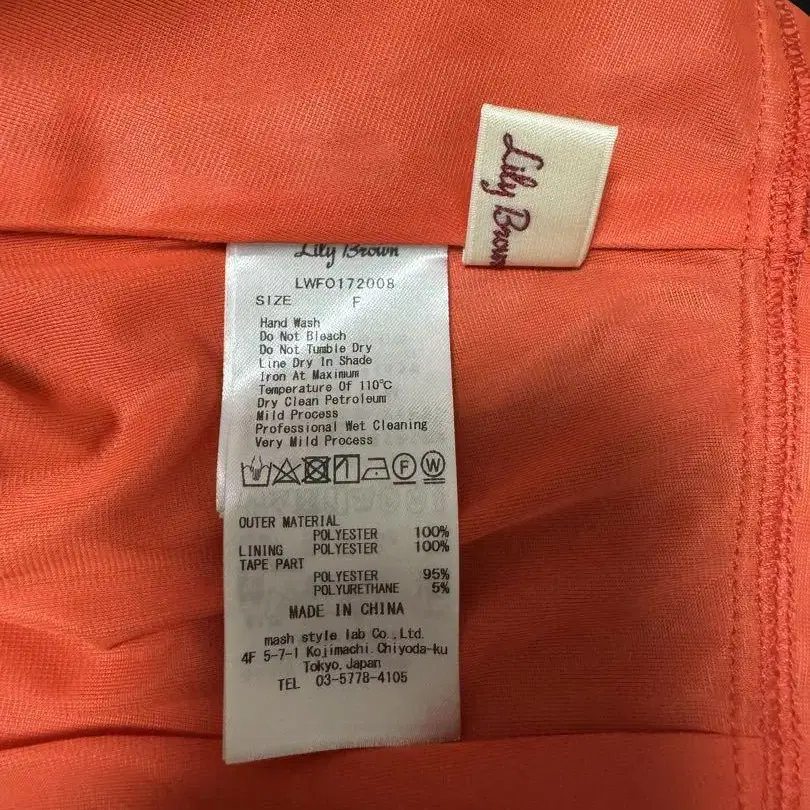 Lily Brown
Lily Brown
LWFO172008
SIZE F
Hand Wash
Do Not Bleach
Do Not Tumble Dry
Line Dry In Shade
Iron At Maximum
Temperature Of 110℃
Dry Clean Petroleum
Mild Process
Professional Wet Cleaning
Very Mild Process
F W
OUTER MATERIAL
POLYESTER 100%
LINING POLYESTER 100%
TAPE PART
POLYESTER 95%
POLYURETHANE 5%
MADE IN CHINA
mash style lab Co.,Ltd.
4F 5-7-1 Kojimachi.Chiyoda-ku
Tokyo.Japan
TEL 03-5778-4105